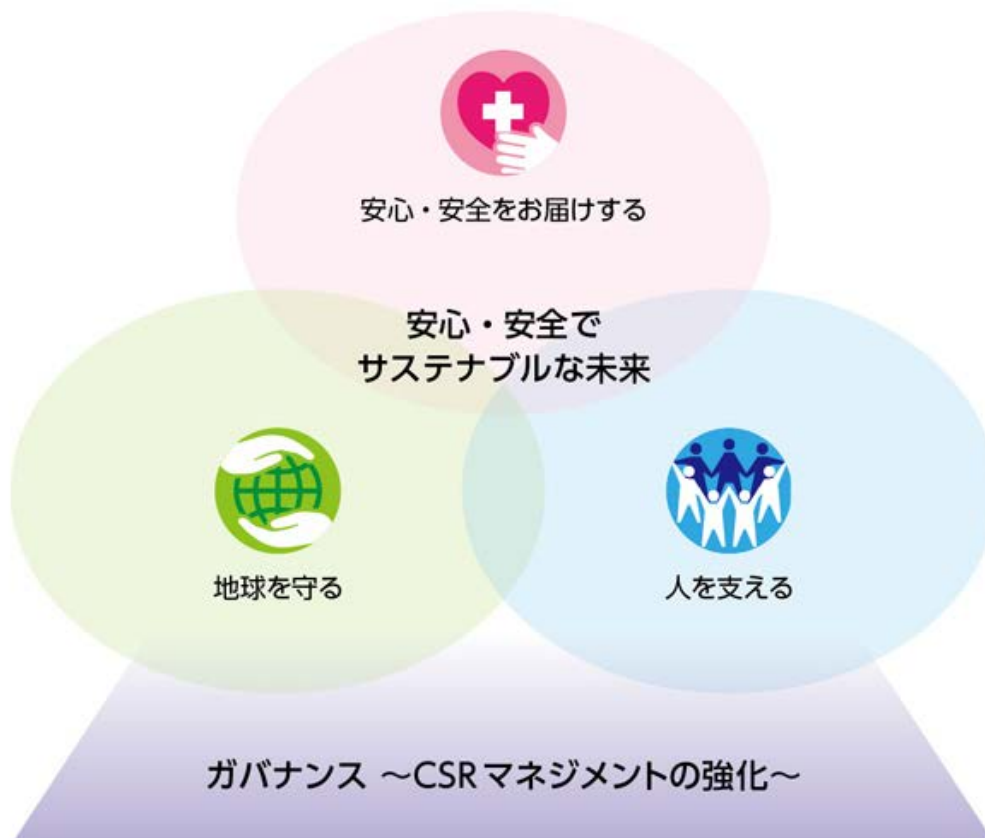 安心・安全をお届けする
安心・安全で
サステナブルな未来
地球を守る
人を支える
ガバナンス ～CSRマネジメントの強化～